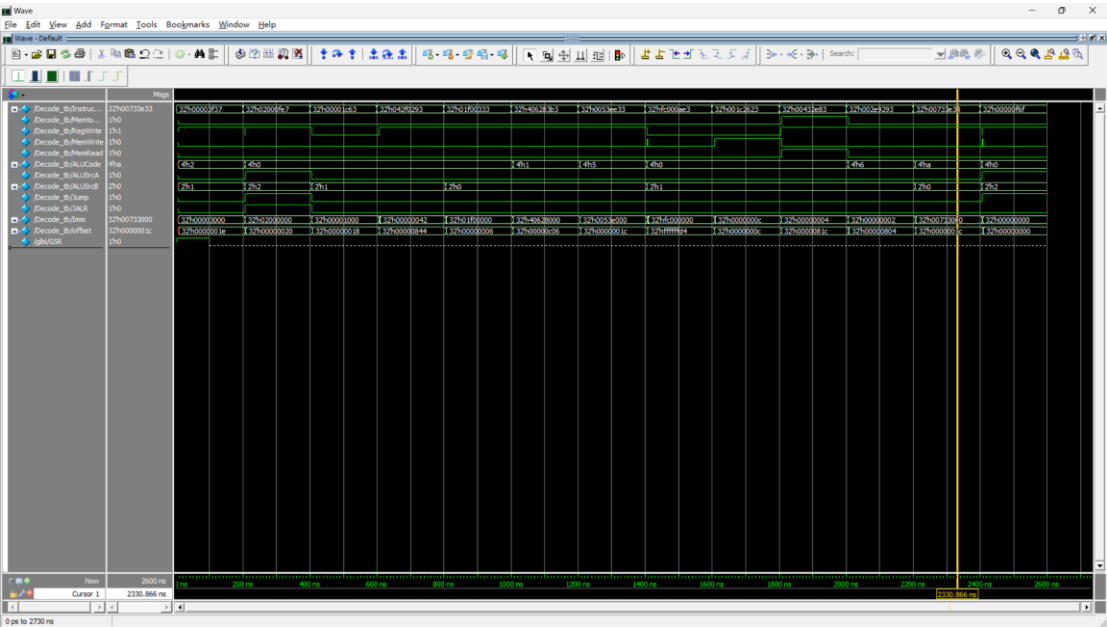 Wave
File Edit View Add Format Tools Bookmarks Window Help
Wave - Default
Search:
Msgs
/Decode_tb/Instruc... 32'h00733e33 32'h00003f37 32'h02000fe7 32'h00001c63 32'h042f0293 32'h01f00333 32'h406283b3 32'h0053ee33 32'hfc000ae3 32'h001c2623 32'h00432e83 32'h002e9293 32'h00733e33 32'h00000f6f
/Decode_tb/Memto... 1'h0
/Decode_tb/RegWrite 1'h1
/Decode_tb/MemWrite 1'h0
/Decode_tb/MemRead 1'h0
/Decode_tb/ALUCode 4'ha 4'h2 4'h0 4'h1 4'h5 4'h0 4'h6 4'ha 4'h0
/Decode_tb/ALUSrcA 1'h0
/Decode_tb/ALUSrcB 2'h0 2'h1 2'h2 2'h1 2'h0 2'h1 2'h0 2'h2
/Decode_tb/Jump 1'h0
/Decode_tb/JALR 1'h0
/Decode_tb/Imm 32'h00733000 32'h00003000 32'h02000000 32'h00001000 32'h00000042 32'h01f00000 32'h40628000 32'h0053e000 32'hfc000000 32'h0000000c 32'h00000004 32'h00000002 32'h00733000 32'h00000000
/Decode_tb/offset 32'h0000001c 32'h0000001e 32'h00000020 32'h00000018 32'h00000844 32'h00000006 32'h00000c06 32'h0000001c 32'hffffffd4 32'h0000000c 32'h0000081c 32'h00000804 32'h00000000
/glbl/GSR 1'h0
Now 2600 ns 200 ns 400 ns 600 ns 800 ns 1000 ns 1200 ns 1400 ns 1600 ns 1800 ns 2000 ns 2200 ns 2400 ns 2600 ns
Cursor 1 2330.866 ns 2330.866 ns
0 ps to 2730 ns